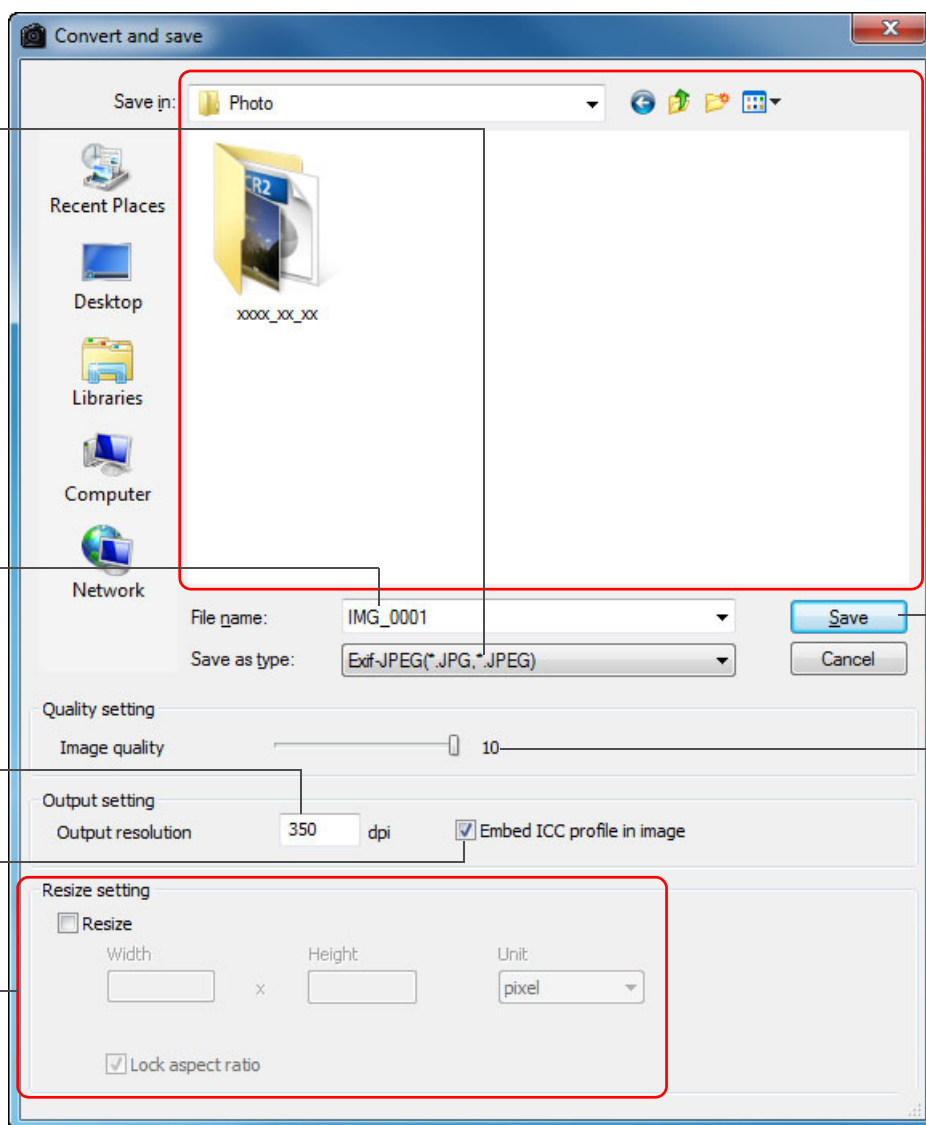 Convert and save
Save in: Photo
CR2
Recent Places
xxxx_xx_xx
Desktop
Libraries
Computer
Network
File name: IMG_0001 Save
Save as type: Exif-JPEG(*.JPG,*.JPEG) Cancel
Quality setting
Image quality 10
Output setting
Output resolution 350 dpi Embed ICC profile in image
Resize setting
Resize
Width Height Unit
x pixel
Lock aspect ratio